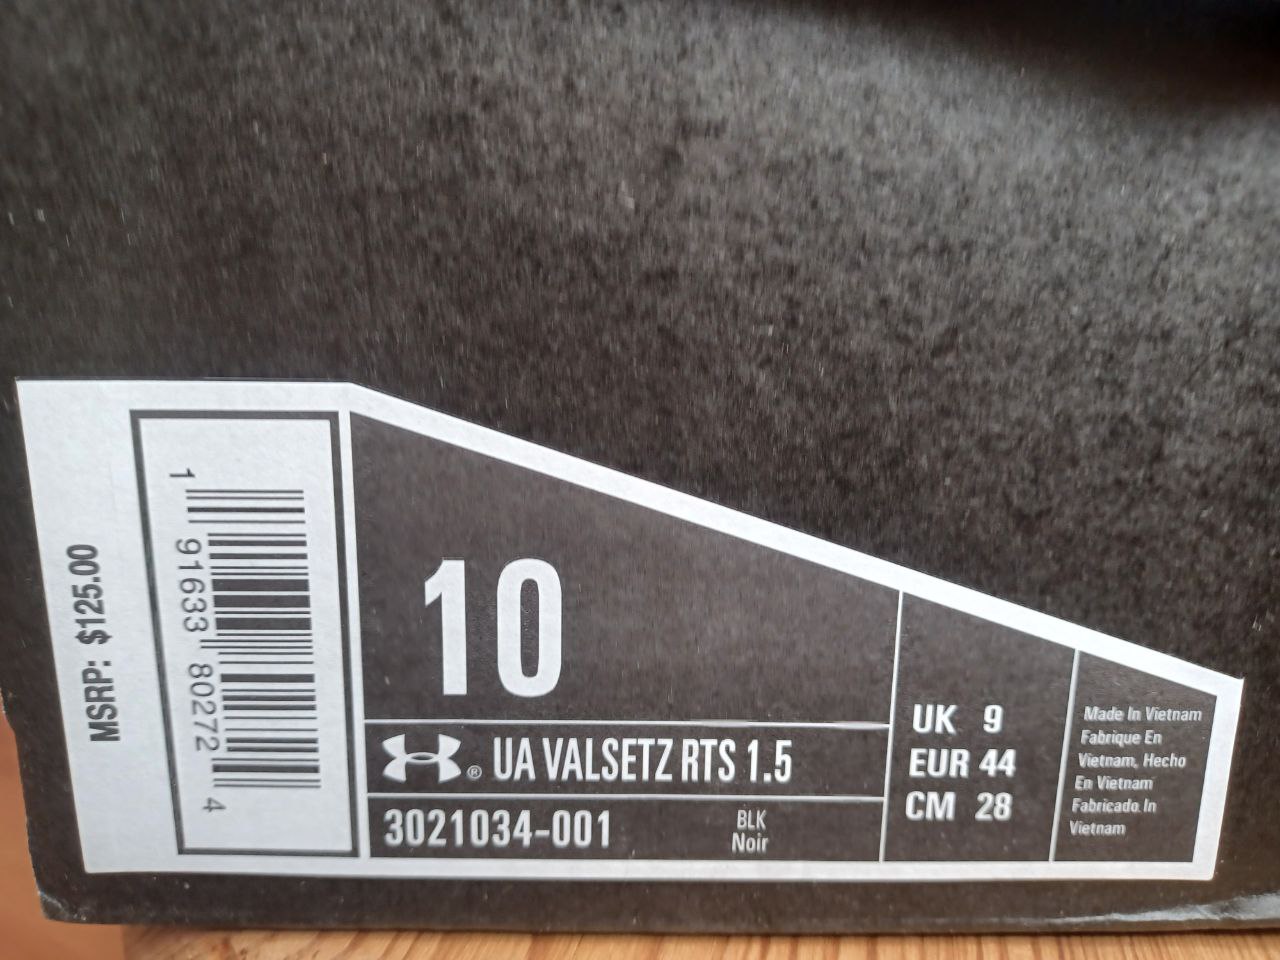 MSRP: $125.00
1 91633 80272 4
10
® UA VALSETZ RTS 1.5
3021034-001
BLK
Noir
UK 9
EUR 44
CM 28
Made In Vietnam
Fabrique En
Vietnam, Hecho
En Vietnam
Fabricado In
Vietnam